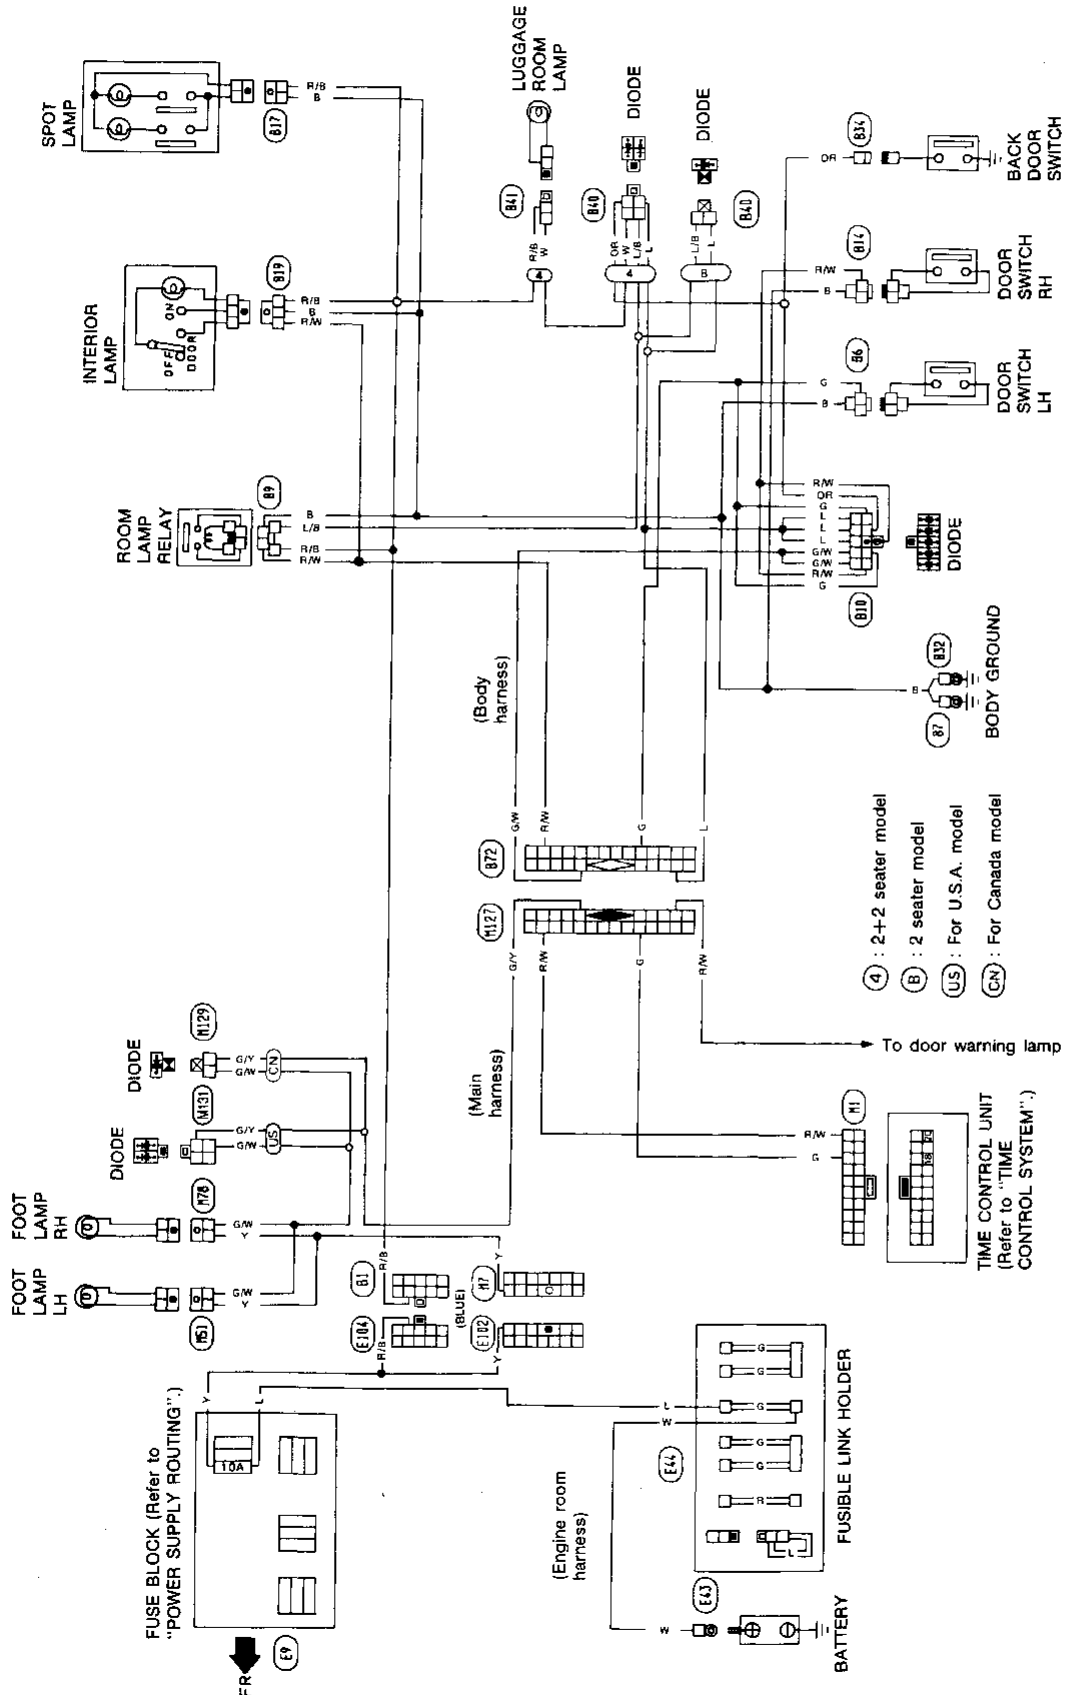 SPOT
LAMP
R/B
B
B17
LUGGAGE
ROOM
LAMP
B41
R/B
W
4
DIODE
B40
OR
W
L/B
L
4
DIODE
B40
L/B
L
B
OR
B34
BACK
DOOR
SWITCH
INTERIOR
LAMP
OFF
DOOR
ON
B19
R/B
B
R/W
R/W
B
B14
DOOR
SWITCH
RH
G
B
B6
DOOR
SWITCH
LH
ROOM
LAMP
RELAY
B9
B
L/B
R/B
R/W
R/W
OR
G
L
L
L
G/W
G/W
R/W
G
B10
DIODE
(Body
harness)
G/W
R/W
G
L
B72
B
B7
B32
BODY GROUND
M127
G/Y
R/W
G
R/W
4 : 2+2 seater model
B : 2 seater model
US : For U.S.A. model
CN : For Canada model
To door warning lamp
(Main
harness)
DIODE
M129
G/Y
G/W
CN
DIODE
M131
G/Y
G/W
US
FOOT
LAMP
RH
M78
G/W
Y
FOOT
LAMP
LH
M51
G/W
Y
R/B
B1
E104
R/B
(BLUE)
Y
M7
E102
Y
R/W
G
M1
TIME CONTROL UNIT
(Refer to "TIME
CONTROL SYSTEM".)
FUSE BLOCK (Refer to
"POWER SUPPLY ROUTING".)
Y
L
10A
E9
FR
(Engine room
harness)
L
W
E44
G
G
G
G
G
L
FUSIBLE LINK HOLDER
W
E43
BATTERY